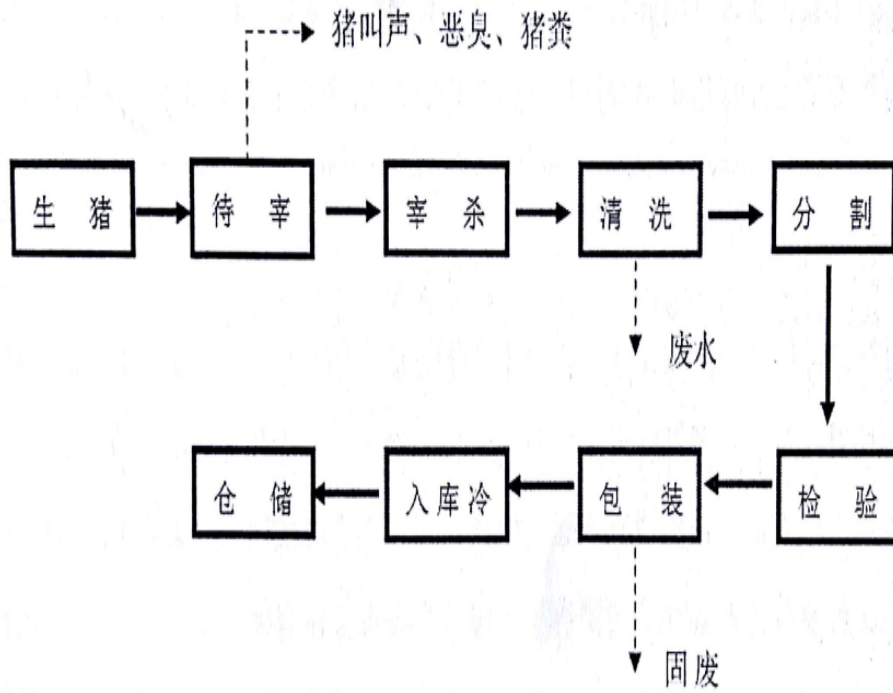 猪叫声、恶臭、猪粪
生猪 待宰 宰杀 清洗 分割
废水
仓储 入库冷 包装 检验
固废